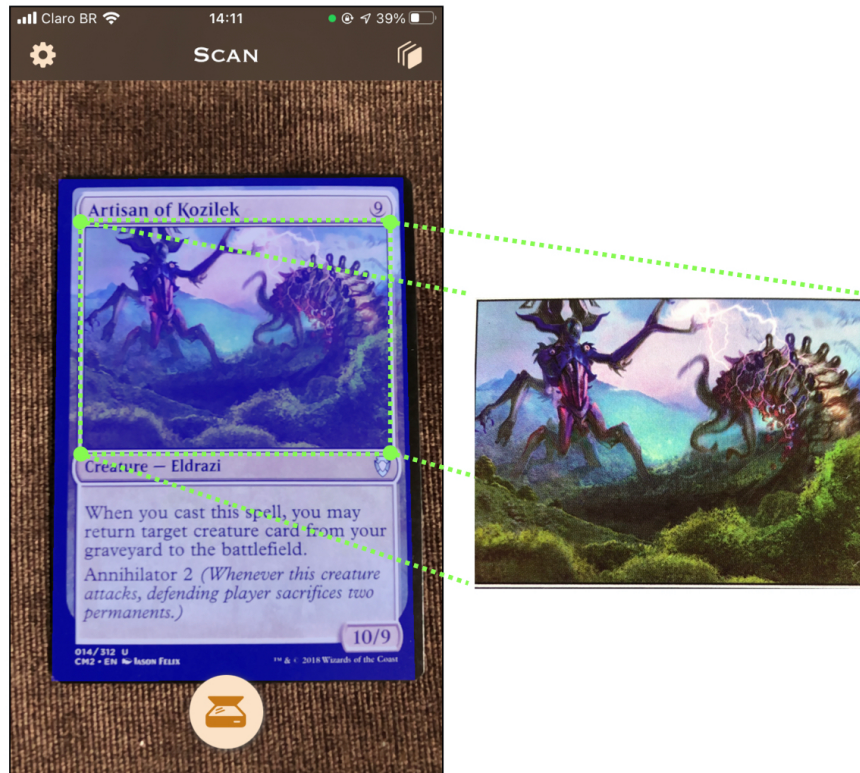 Claro BR
14:11
39%
SCAN
Artisan of Kozilek
9
Creature — Eldrazi
When you cast this spell, you may
return target creature card from your
graveyard to the battlefield.
Annihilator 2 (Whenever this creature
attacks, defending player sacrifices two
permanents.)
10/9
014/312 U
CM2 • EN JASON FELIX
™ & © 2018 Wizards of the Coast